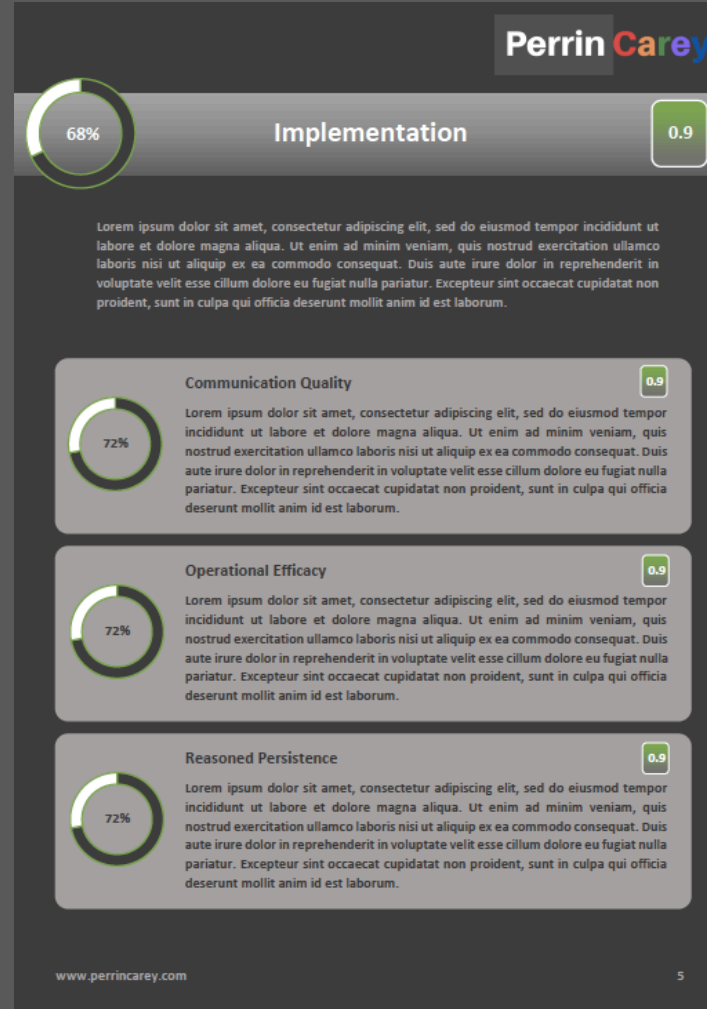 Perrin Carey
68%
Implementation
0.9
Lorem ipsum dolor sit amet, consectetur adipiscing elit, sed do eiusmod tempor incididunt ut
labore et dolore magna aliqua. Ut enim ad minim veniam, quis nostrud exercitation ullamco
laboris nisi ut aliquip ex ea commodo consequat. Duis aute irure dolor in reprehenderit in
voluptate velit esse cillum dolore eu fugiat nulla pariatur. Excepteur sint occaecat cupidatat non
proident, sunt in culpa qui officia deserunt mollit anim id est laborum.
Communication Quality
0.9
72%
Lorem ipsum dolor sit amet, consectetur adipiscing elit, sed do eiusmod tempor
incididunt ut labore et dolore magna aliqua. Ut enim ad minim veniam, quis
nostrud exercitation ullamco laboris nisi ut aliquip ex ea commodo consequat. Duis
aute irure dolor in reprehenderit in voluptate velit esse cillum dolore eu fugiat nulla
pariatur. Excepteur sint occaecat cupidatat non proident, sunt in culpa qui officia
deserunt mollit anim id est laborum.
Operational Efficacy
0.9
72%
Lorem ipsum dolor sit amet, consectetur adipiscing elit, sed do eiusmod tempor
incididunt ut labore et dolore magna aliqua. Ut enim ad minim veniam, quis
nostrud exercitation ullamco laboris nisi ut aliquip ex ea commodo consequat. Duis
aute irure dolor in reprehenderit in voluptate velit esse cillum dolore eu fugiat nulla
pariatur. Excepteur sint occaecat cupidatat non proident, sunt in culpa qui officia
deserunt mollit anim id est laborum.
Reasoned Persistence
0.9
72%
Lorem ipsum dolor sit amet, consectetur adipiscing elit, sed do eiusmod tempor
incididunt ut labore et dolore magna aliqua. Ut enim ad minim veniam, quis
nostrud exercitation ullamco laboris nisi ut aliquip ex ea commodo consequat. Duis
aute irure dolor in reprehenderit in voluptate velit esse cillum dolore eu fugiat nulla
pariatur. Excepteur sint occaecat cupidatat non proident, sunt in culpa qui officia
deserunt mollit anim id est laborum.
www.perrincarey.com
5